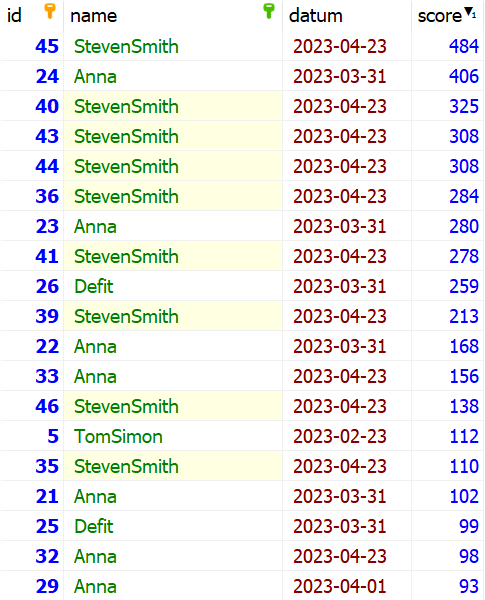 id name datum score 1
45 StevenSmith 2023-04-23 484
24 Anna 2023-03-31 406
40 StevenSmith 2023-04-23 325
43 StevenSmith 2023-04-23 308
44 StevenSmith 2023-04-23 308
36 StevenSmith 2023-04-23 284
23 Anna 2023-03-31 280
41 StevenSmith 2023-04-23 278
26 Defit 2023-03-31 259
39 StevenSmith 2023-04-23 213
22 Anna 2023-03-31 168
33 Anna 2023-04-23 156
46 StevenSmith 2023-04-23 138
5 TomSimon 2023-02-23 112
35 StevenSmith 2023-04-23 110
21 Anna 2023-03-31 102
25 Defit 2023-03-31 99
32 Anna 2023-04-23 98
29 Anna 2023-04-01 93